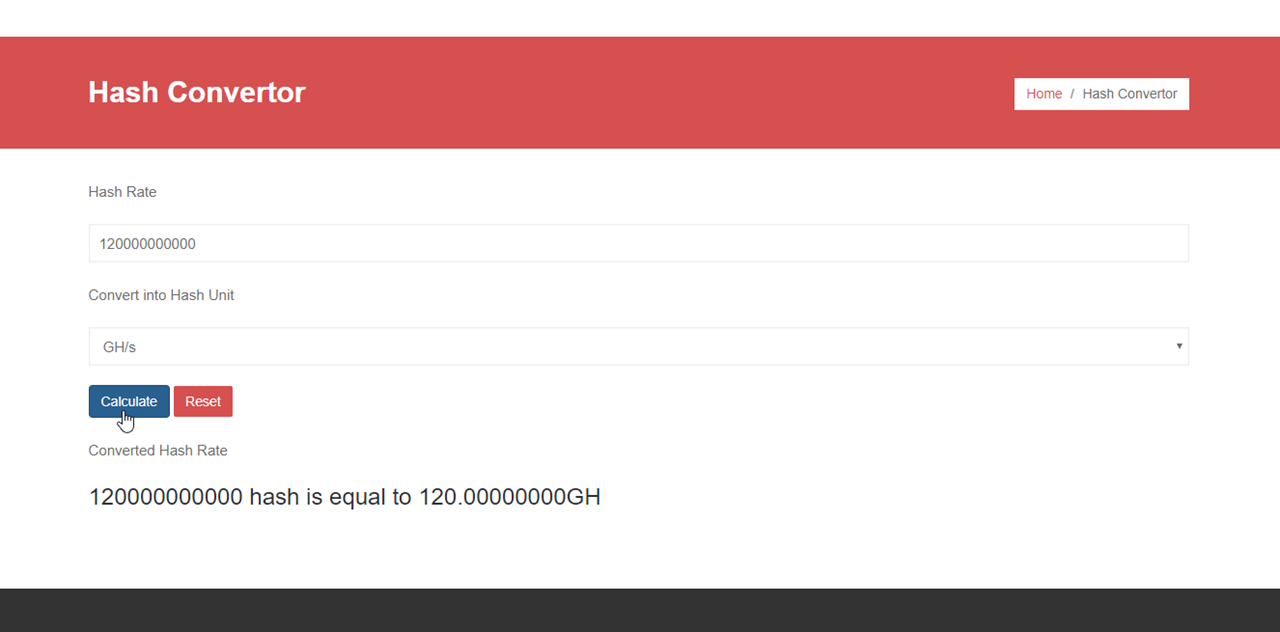 Hash Convertor
Home / Hash Convertor
Hash Rate
120000000000
Convert into Hash Unit
GH/s
Calculate Reset
Converted Hash Rate
120000000000 hash is equal to 120.00000000GH